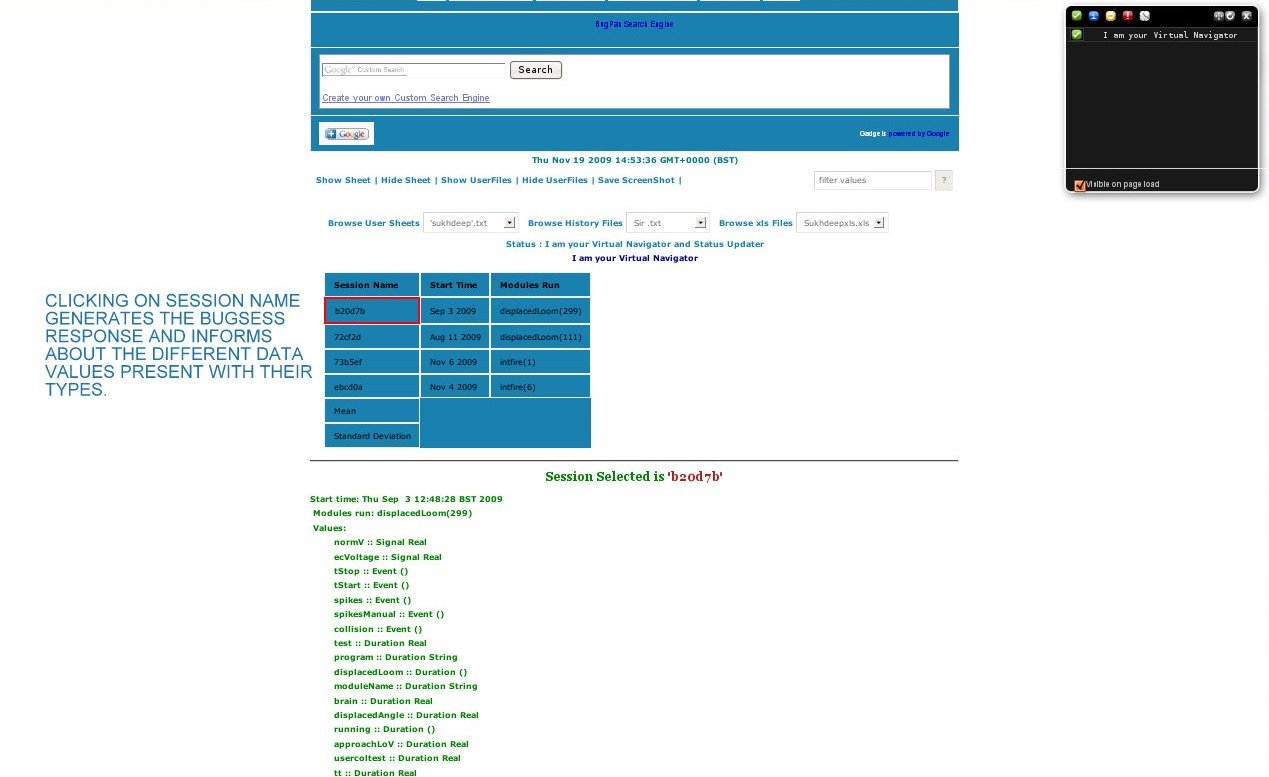 BugPan Search Engine
Google™ Custom Search
Search
Create your own Custom Search Engine
Google
Gadgets powered by Google
Thu Nov 19 2009 14:53:36 GMT+0000 (BST)
Show Sheet | Hide Sheet | Show UserFiles | Hide UserFiles | Save ScreenShot |
filter values
?
Browse User Sheets 'sukhdeep'.txt Browse History Files Sir .txt Browse xls Files Sukhdeepxls.xls
Status : I am your Virtual Navigator and Status Updater
I am your Virtual Navigator
Session Name Start Time Modules Run
b20d7b Sep 3 2009 displacedLoom(299)
72cf2d Aug 11 2009 displacedLoom(111)
73b5ef Nov 6 2009 intfire(1)
ebcd0a Nov 4 2009 intfire(6)
Mean
Standard Deviation
CLICKING ON SESSION NAME
GENERATES THE BUGSESS
RESPONSE AND INFORMS
ABOUT THE DIFFERENT DATA
VALUES PRESENT WITH THEIR
TYPES.
Session Selected is 'b20d7b'
Start time: Thu Sep 3 12:48:28 BST 2009
Modules run: displacedLoom(299)
Values:
normV :: Signal Real
ecVoltage :: Signal Real
tStop :: Event ()
tStart :: Event ()
spikes :: Event ()
spikesManual :: Event ()
collision :: Event ()
test :: Duration Real
program :: Duration String
displacedLoom :: Duration ()
moduleName :: Duration String
brain :: Duration Real
displacedAngle :: Duration Real
running :: Duration ()
approachLoV :: Duration Real
usercoltest :: Duration Real
tt :: Duration Real
I am your Virtual Navigator
Visible on page load